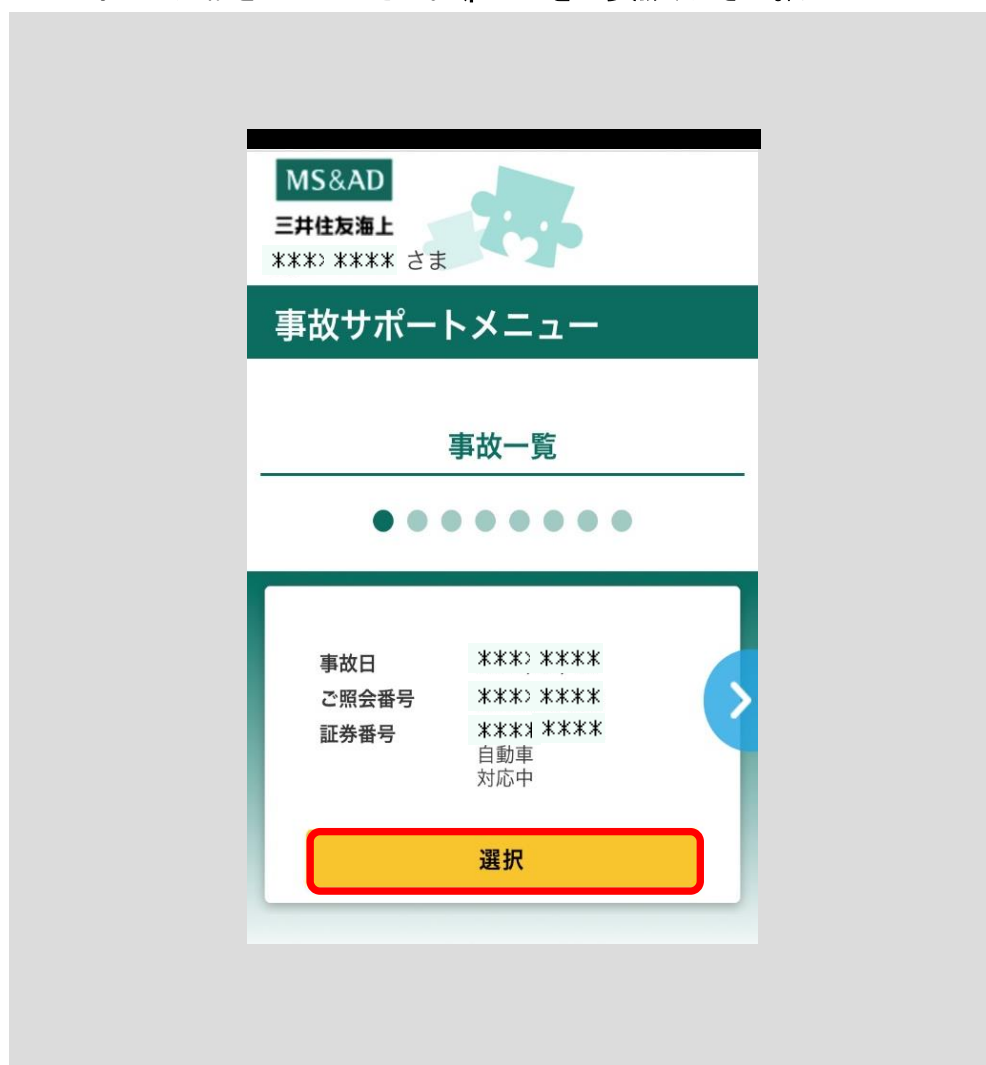 MS&AD
三井住友海上
***> **** さま
事故サポートメニュー
事故一覧
事故日 ***> ****
ご照会番号 ***> ****
証券番号 **** ****
自動車
対応中
選択